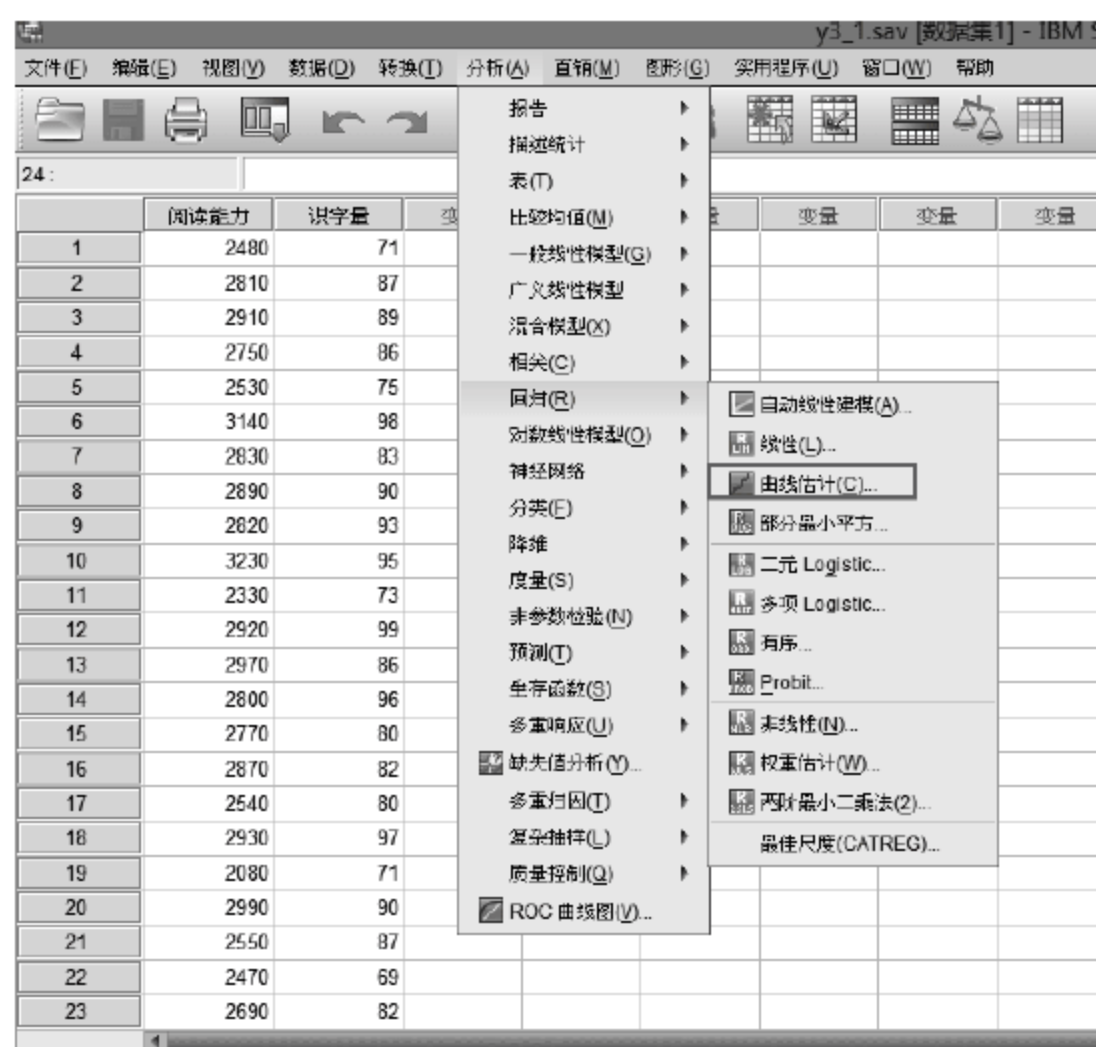 y3_1.sav [数据集1] - IBM S
文件(F) 编辑(E) 视图(V) 数据(D) 转换(T) 分析(A) 直销(M) 图形(G) 实用程序(U) 窗口(W) 帮助
24 :
阅读能力 识字量 变 量 变量 变量 变量
1 2480 71
2 2810 87
3 2910 89
4 2750 86
5 2530 75
6 3140 98
7 2830 83
8 2890 90
9 2820 93
10 3230 95
11 2330 73
12 2920 99
13 2970 86
14 2800 96
15 2770 80
16 2870 82
17 2540 80
18 2930 97
19 2080 71
20 2990 90
21 2550 87
22 2470 69
23 2690 82
报告
描述统计
表(T)
比较均值(M)
一般线性模型(G)
广义线性模型
混合模型(X)
相关(C)
回归(R)
对数线性模型(O)
神经网络
分类(F)
降维
度量(S)
非参数检验(N)
预测(T)
生存函数(S)
多重响应(U)
缺失值分析(Y)...
多重归因(T)
复杂抽样(L)
质量控制(Q)
ROC 曲线图(V)...
自动线性建模(A)...
线性(L)...
曲线估计(C)...
部分最小平方...
二元 Logistic...
多项 Logistic...
有序...
Probit...
非线性(N)...
权重估计(W)...
两阶最小二乘法(2)...
最佳尺度(CATREG)...